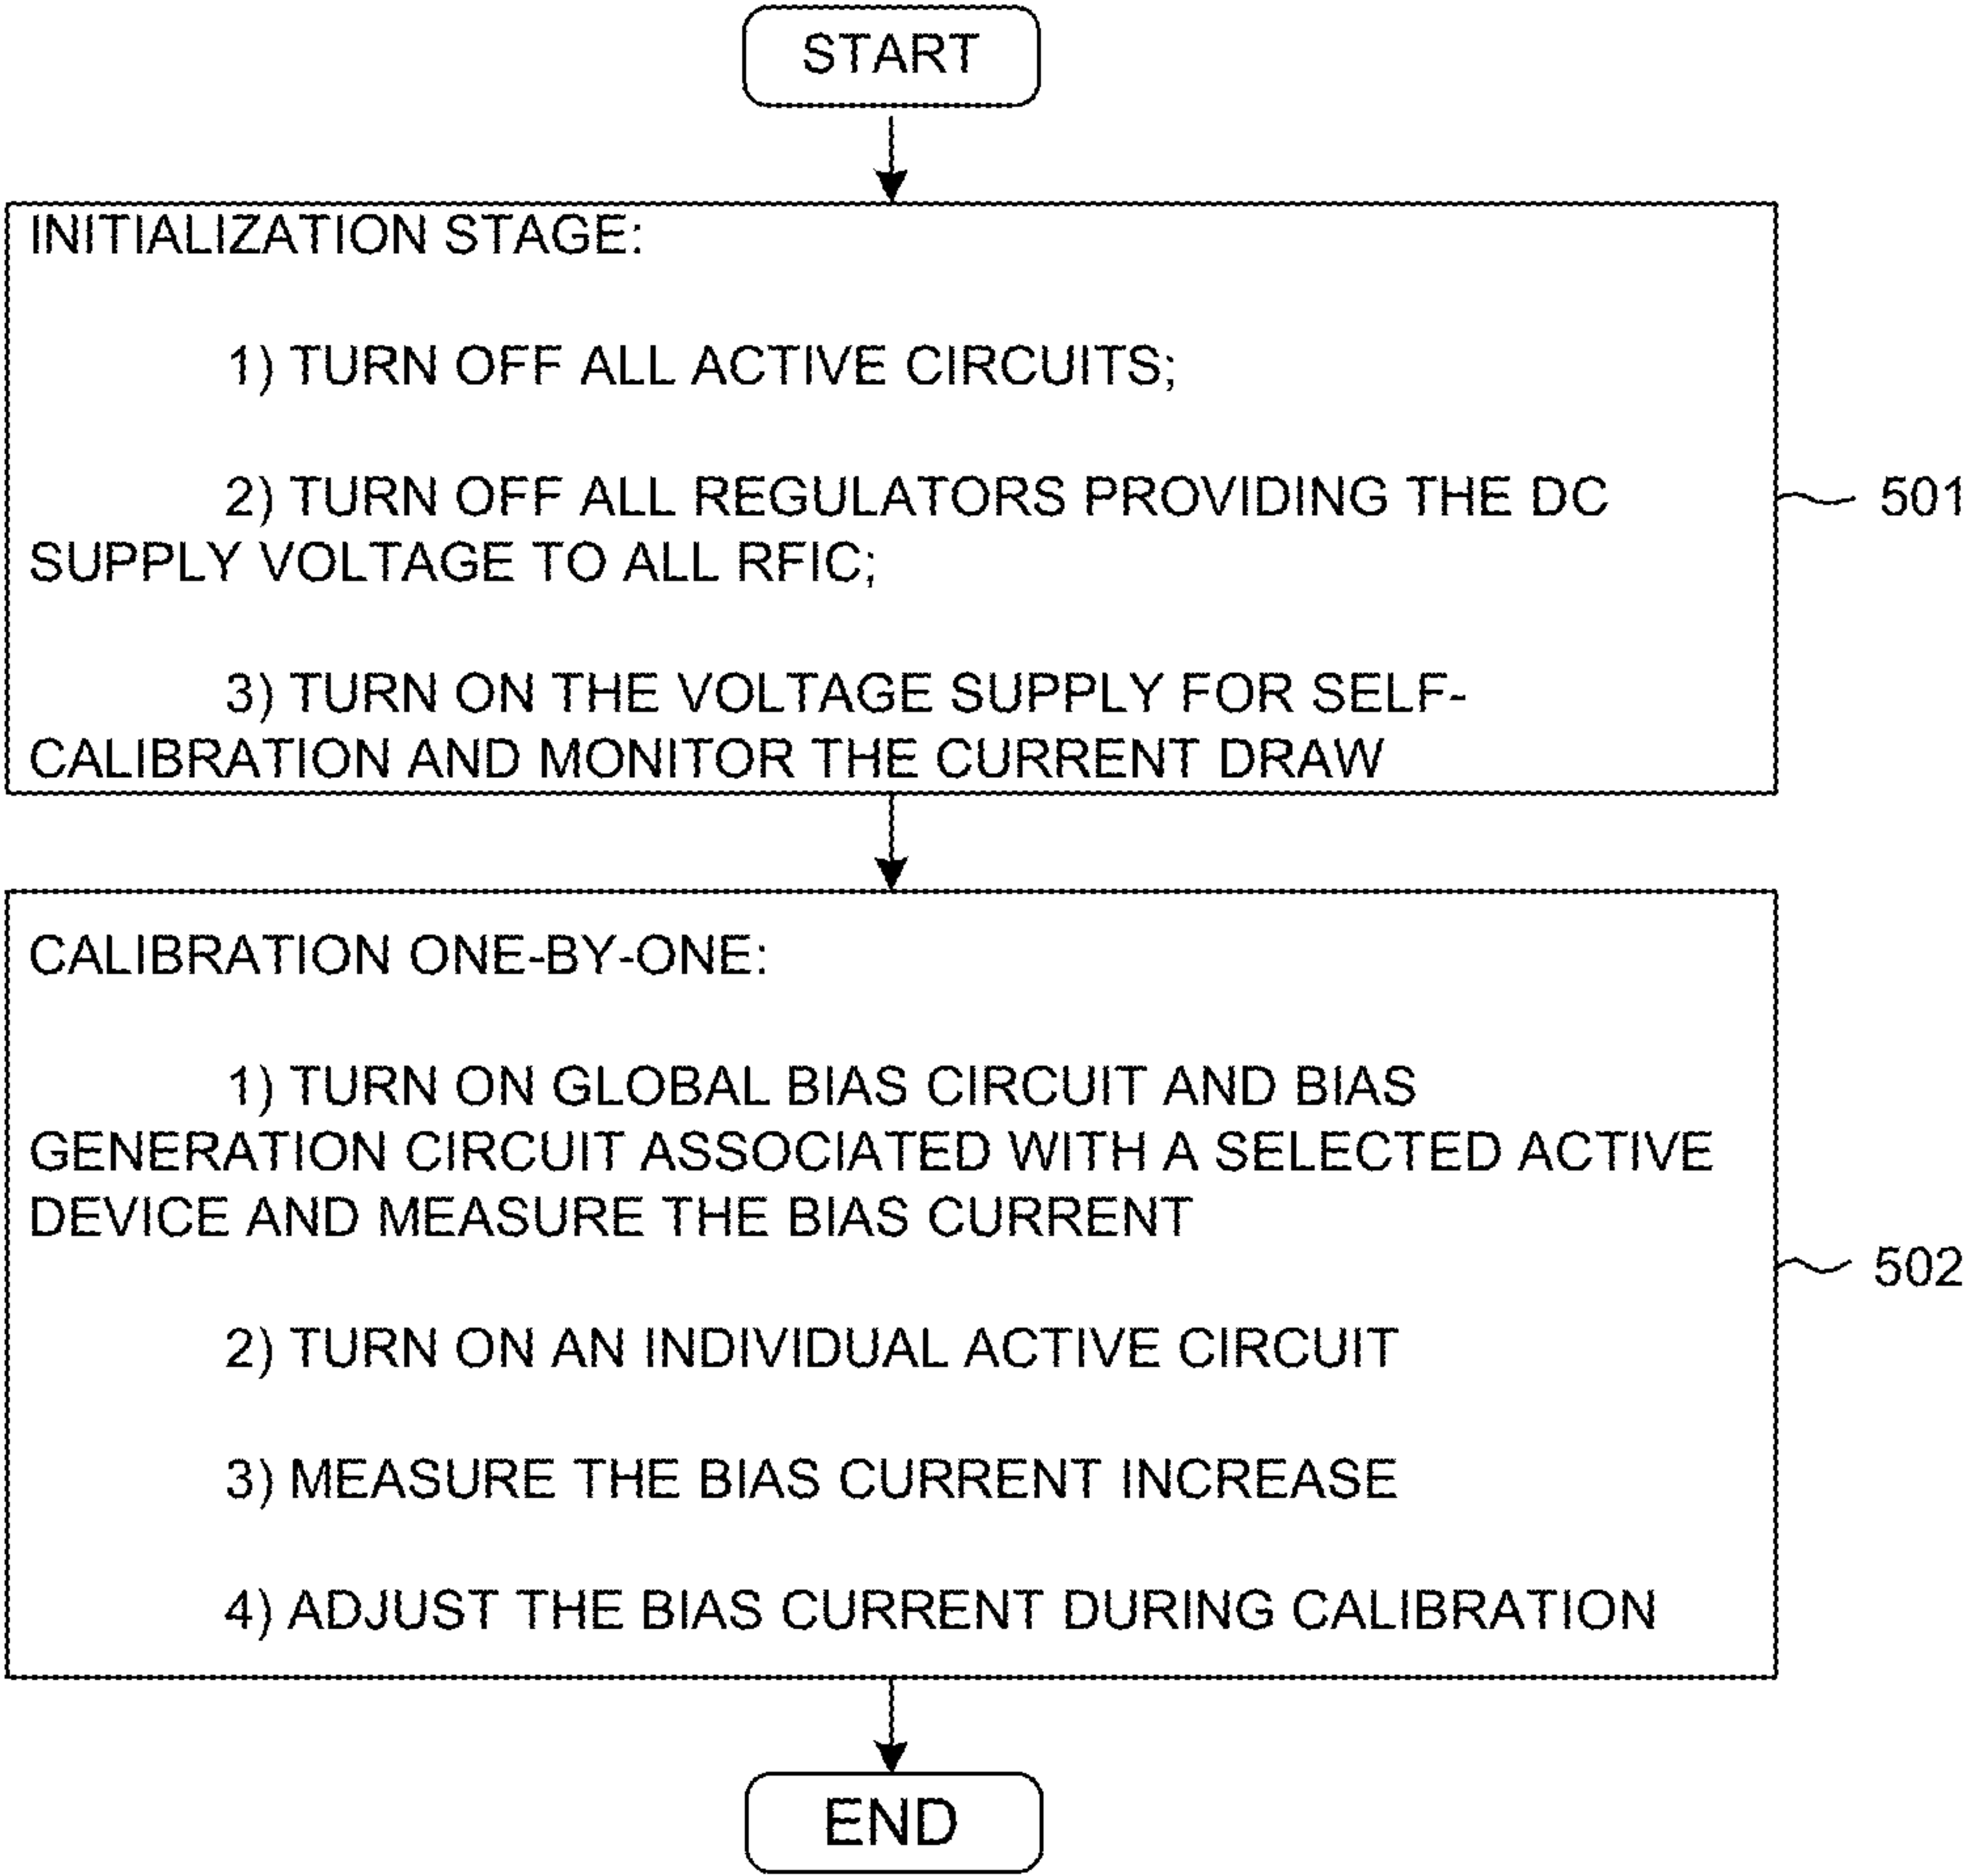 START
INITIALIZATION STAGE:
1) TURN OFF ALL ACTIVE CIRCUITS;
2) TURN OFF ALL REGULATORS PROVIDING THE DC
SUPPLY VOLTAGE TO ALL RFIC;
501
3) TURN ON THE VOLTAGE SUPPLY FOR SELF-
CALIBRATION AND MONITOR THE CURRENT DRAW
CALIBRATION ONE-BY-ONE:
1) TURN ON GLOBAL BIAS CIRCUIT AND BIAS
GENERATION CIRCUIT ASSOCIATED WITH A SELECTED ACTIVE
DEVICE AND MEASURE THE BIAS CURRENT
502
2) TURN ON AN INDIVIDUAL ACTIVE CIRCUIT
3) MEASURE THE BIAS CURRENT INCREASE
4) ADJUST THE BIAS CURRENT DURING CALIBRATION
END